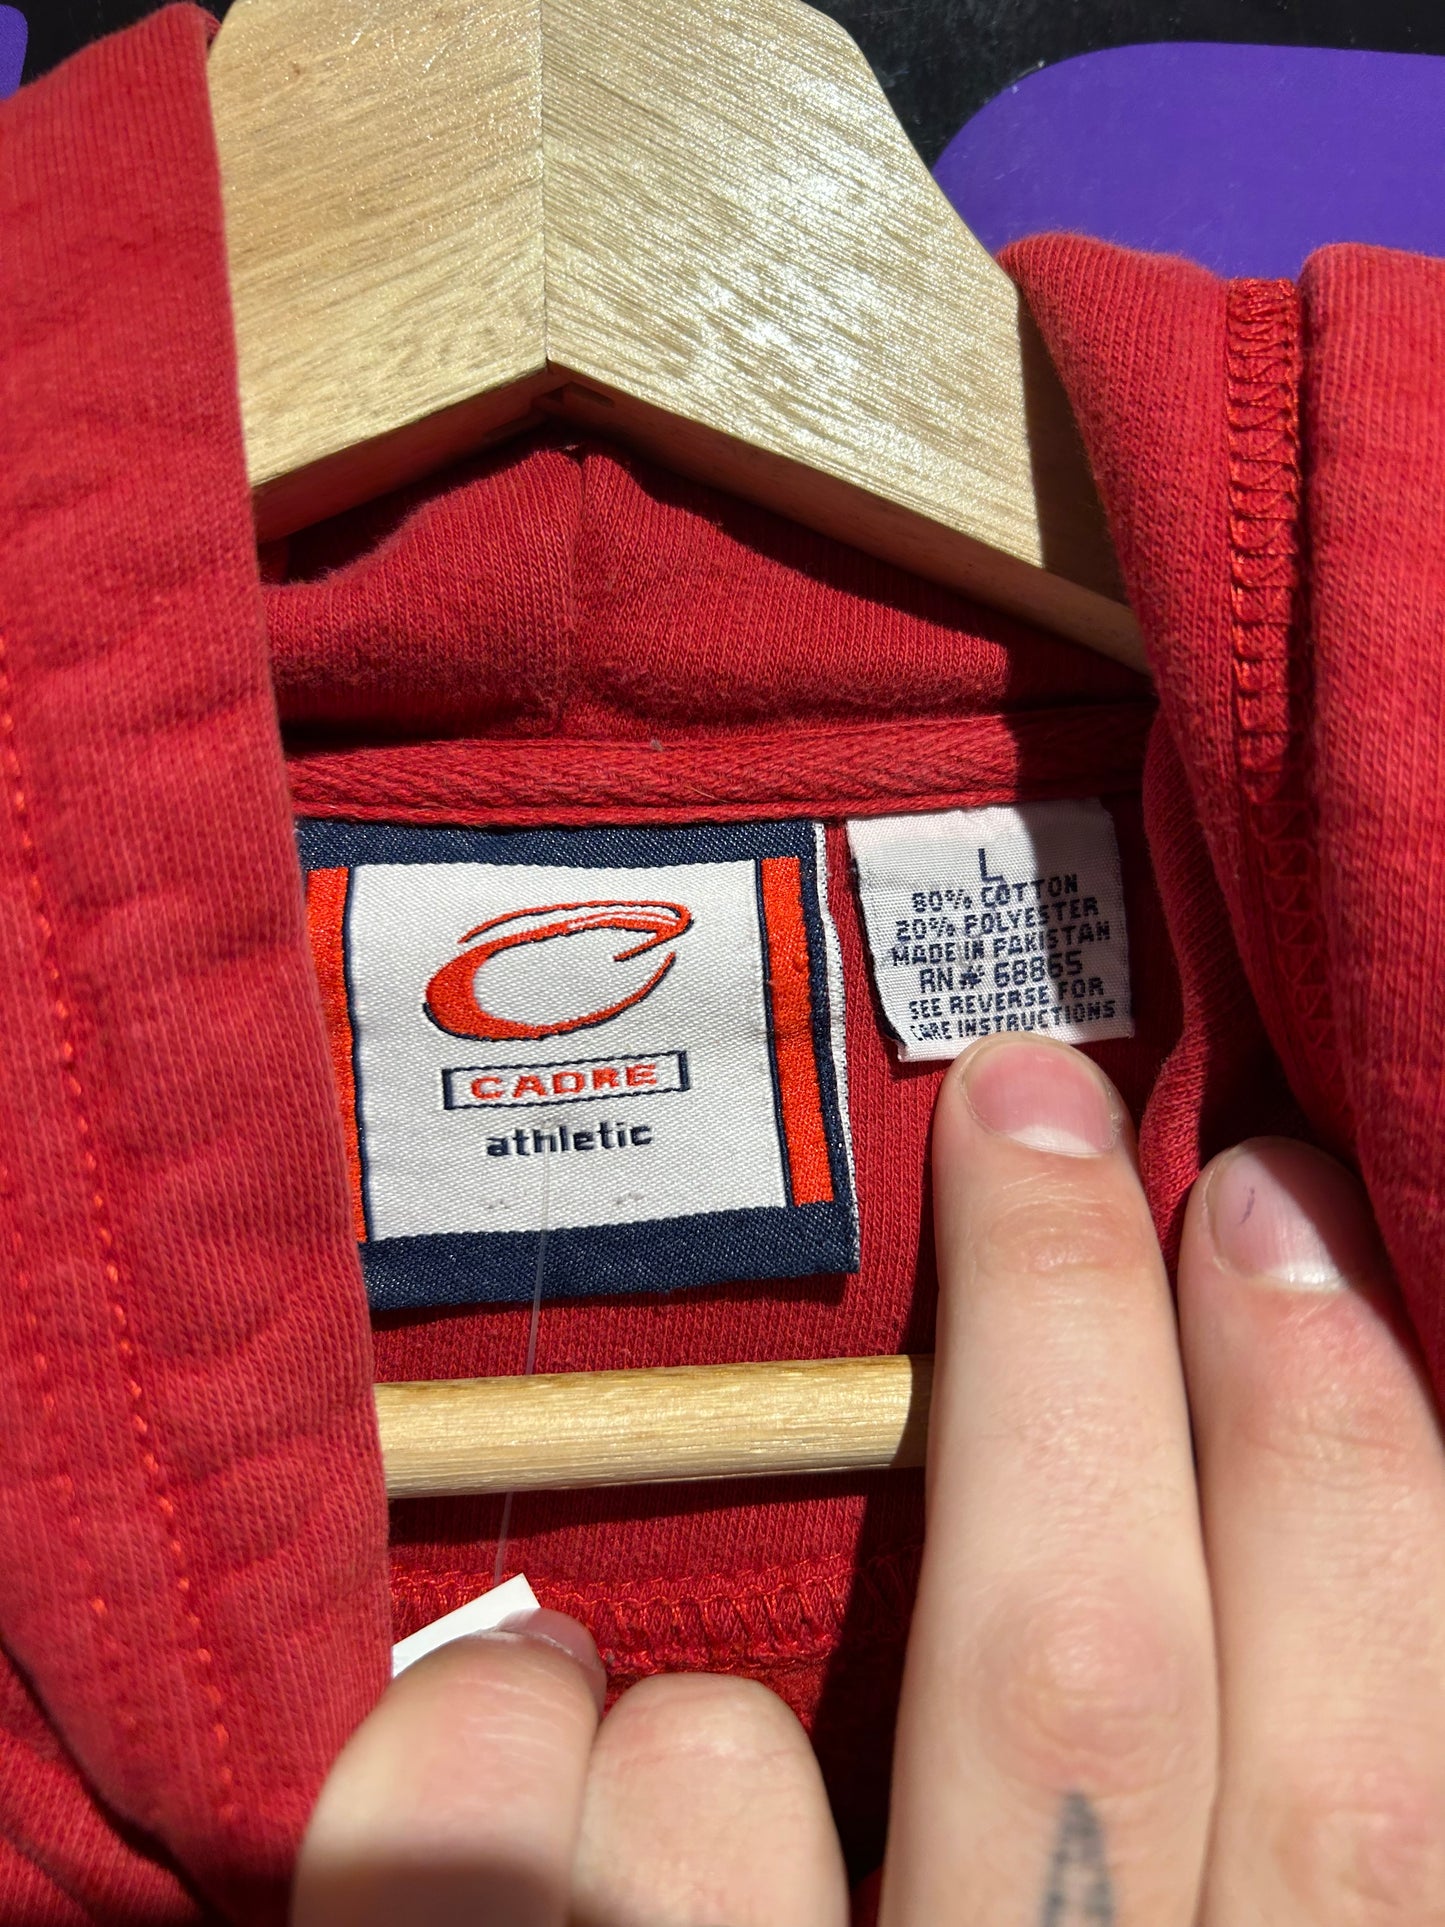 CADRE
athletic
L
80% COTTON
20% POLYESTER
MADE IN PAKISTAN
RN# 68865
SEE REVERSE FOR
CARE INSTRUCTIONS